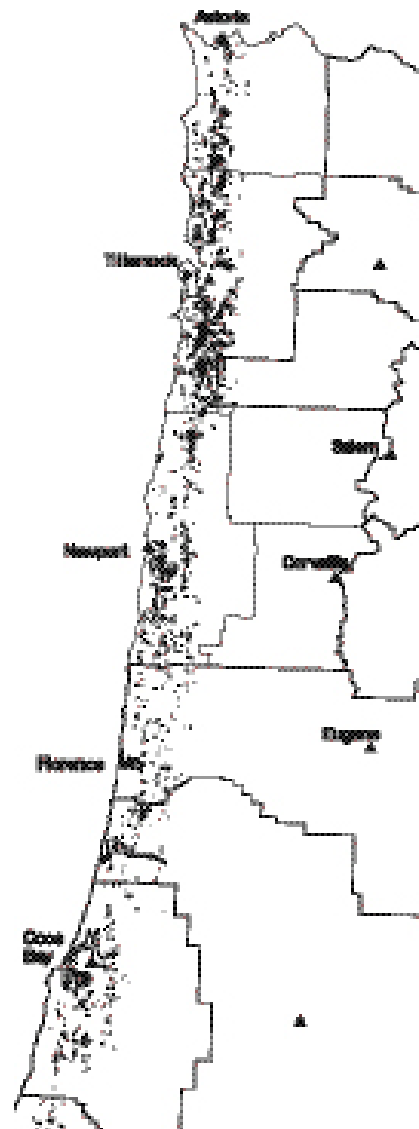 Astoria
Tillamook
Salem
Newport
Corvallis
Eugene
Florence
Coos
Bay